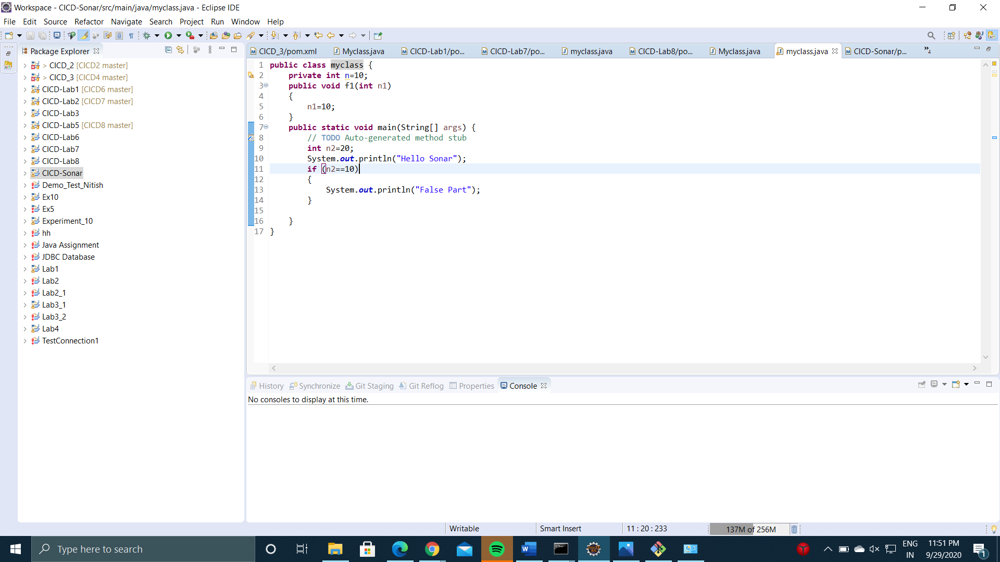 Workspace - CICD-Sonar/src/main/java/myclass.java - Eclipse IDE
File Edit Source Refactor Navigate Search Project Run Window Help
Package Explorer
> CICD_2 [CICD2 master]
> CICD_3 [CICD4 master]
CICD-Lab1 [CICD6 master]
CICD-Lab2 [CICD7 master]
CICD-Lab3
CICD-Lab5 [CICD8 master]
CICD-Lab6
CICD-Lab7
CICD-Lab8
CICD-Sonar
Demo_Test_Nitish
Ex10
Ex5
Experiment_10
hh
Java Assignment
JDBC Database
Lab1
Lab2
Lab2_1
Lab3_1
Lab3_2
Lab4
TestConnection1
CICD_3/pom.xml Myclass.java CICD-Lab1/po... CICD-Lab7/po... myclass.java CICD-Lab8/po... Myclass.java myclass.java CICD-Sonar/p... »4
1 public class myclass {
2 private int n=10;
3 public void f1(int n1)
4 {
5 n1=10;
6 }
7 public static void main(String[] args) {
8 // TODO Auto-generated method stub
9 int n2=20;
10 System.out.println("Hello Sonar");
11 if (n2==10)
12 {
13 System.out.println("False Part");
14 }
15
16 }
17 }
History Synchronize Git Staging Git Reflog Properties Console
No consoles to display at this time.
Writable Smart Insert 11 : 20 : 233 137M of 256M
Type here to search
ENG
IN
11:51 PM
9/29/2020
1